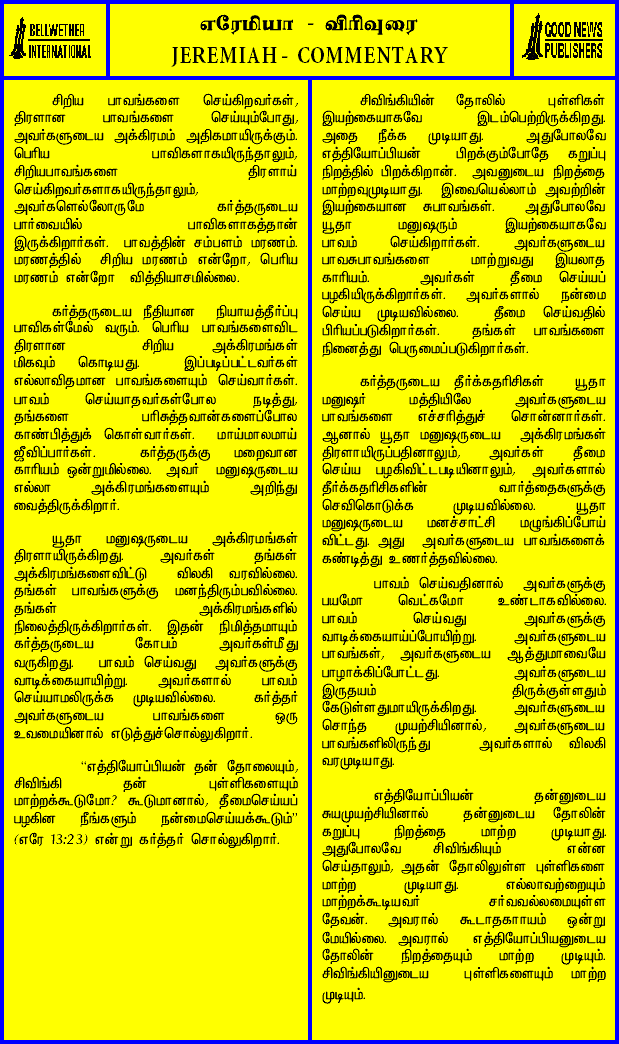 BELLWETHER
INTERNATIONAL
எரேமியா - விரிவுரை
JEREMIAH - COMMENTARY
GOOD NEWS
PUBLISHERS
சிறிய பாவங்களை செய்கிறவர்கள்,
திரளான பாவங்களை செய்யும்போது,
அவர்களுடைய அக்கிரமம் அதிகமாயிருக்கும்.
பெரிய பாவிகளாகயிருந்தாலும்,
சிறியபாவங்களை திரளாய்
செய்கிறவர்களாகயிருந்தாலும்,
அவர்களெல்லோருமே கர்த்தருடைய
பார்வையில் பாவிகளாகத்தான்
இருக்கிறார்கள். பாவத்தின் சம்பளம் மரணம்.
மரணத்தில் சிறிய மரணம் என்றோ, பெரிய
மரணம் என்றோ வித்தியாசமில்லை.
கர்த்தருடைய நீதியான நியாயத்தீர்ப்பு
பாவிகள்மேல் வரும். பெரிய பாவங்களைவிட
திரளான சிறிய அக்கிரமங்கள்
மிகவும் கொடியது. இப்படிப்பட்டவர்கள்
எல்லாவிதமான பாவங்களையும் செய்வார்கள்.
பாவம் செய்யாதவர்கள்போல நடித்து,
தங்களை பரிசுத்தவான்களைப்போல
காண்பித்துக் கொள்வார்கள். மாய்மாலமாய்
ஜீவிப்பார்கள். கர்த்தருக்கு மறைவான
காரியம் ஒன்றுமில்லை. அவர் மனுஷருடைய
எல்லா அக்கிரமங்களையும் அறிந்து
வைத்திருக்கிறார்.
யூதா மனுஷருடைய அக்கிரமங்கள்
திரளாயிருக்கிறது. அவர்கள் தங்கள்
அக்கிரமங்களைவிட்டு விலகி வரவில்லை.
தங்கள் பாவங்களுக்கு மனந்திரும்பவில்லை.
தங்கள் அக்கிரமங்களில்
நிலைத்திருக்கிறார்கள். இதன் நிமித்தமாயும்
கர்த்தருடைய கோபம் அவர்கள்மீது
வருகிறது. பாவம் செய்வது அவர்களுக்கு
வாடிக்கையாயிற்று. அவர்களால் பாவம்
செய்யாமலிருக்க முடியவில்லை. கர்த்தர்
அவர்களுடைய பாவங்களை ஒரு
உவமையினால் எடுத்துச்சொல்லுகிறார்.
"எத்தியோப்பியன் தன் தோலையும்,
சிவிங்கி தன் புள்ளிகளையும்
மாற்றக்கூடுமோ? கூடுமானால், தீமைசெய்யப்
பழகின நீங்களும் நன்மைசெய்யக்கூடும்"
(எரே 13:23) என்று கர்த்தர் சொல்லுகிறார்.
சிவிங்கியின் தோலில் புள்ளிகள்
இயற்கையாகவே இடம்பெற்றிருக்கிறது.
அதை நீக்க முடியாது. அதுபோலவே
எத்தியோப்பியன் பிறக்கும்போதே கறுப்பு
நிறத்தில் பிறக்கிறான். அவனுடைய நிறத்தை
மாற்றவுமுடியாது. இவையெல்லாம் அவற்றின்
இயற்கையான சுபாவங்கள். அதுபோலவே
யூதா மனுஷரும் இயற்கையாகவே
பாவம் செய்கிறார்கள். அவர்களுடைய
பாவசுபாவங்களை மாற்றுவது இயலாத
காரியம். அவர்கள் தீமை செய்யப்
பழகியிருக்கிறார்கள். அவர்களால் நன்மை
செய்ய முடியவில்லை. தீமை செய்வதில்
பிரியப்படுகிறார்கள். தங்கள் பாவங்களை
நினைத்து பெருமைப்படுகிறார்கள்.
கர்த்தருடைய தீர்க்கதரிசிகள் யூதா
மனுஷர் மத்தியிலே அவர்களுடைய
பாவங்களை எச்சரித்துச் சொன்னார்கள்.
ஆனால் யூதா மனுஷருடைய அக்கிரமங்கள்
திரளாயிருப்பதினாலும், அவர்கள் தீமை
செய்ய பழகிவிட்டபடியினாலும், அவர்களால்
தீர்க்கதரிசிகளின் வார்த்தைகளுக்கு
செவிகொடுக்க முடியவில்லை. யூதா
மனுஷருடைய மனச்சாட்சி மழுங்கிப்போய்
விட்டது. அது அவர்களுடைய பாவங்களைக்
கண்டித்து உணர்த்தவில்லை.
பாவம் செய்வதினால் அவர்களுக்கு
பயமோ வெட்கமோ உண்டாகவில்லை.
பாவம் செய்வது அவர்களுக்கு
வாடிக்கையாய்ப்போயிற்று. அவர்களுடைய
பாவங்கள், அவர்களுடைய ஆத்துமாவையே
பாழாக்கிப்போட்டது. அவர்களுடைய
இருதயம் திருக்குள்ளதும்
கேடுள்ளதுமாயிருக்கிறது. அவர்களுடைய
சொந்த முயற்சியினால், அவர்களுடைய
பாவங்களிலிருந்து அவர்களால் விலகி
வரமுடியாது.
எத்தியோப்பியன் தன்னுடைய
சுயமுயற்சியினால் தன்னுடைய தோலின்
கறுப்பு நிறத்தை மாற்ற முடியாது.
அதுபோலவே சிவிங்கியும் என்ன
செய்தாலும், அதன் தோலிலுள்ள புள்ளிகளை
மாற்ற முடியாது. எல்லாவற்றையும்
மாற்றக்கூடியவர் சர்வவல்லமையுள்ள
தேவன். அவரால் கூடாதகாாயம் ஒன்று
மேயில்லை. அவரால் எத்தியோப்பியனுடைய
தோலின் நிறத்தையும் மாற்ற முடியும்.
சிவிங்கியினுடைய புள்ளிகளையும் மாற்ற
முடியும்.